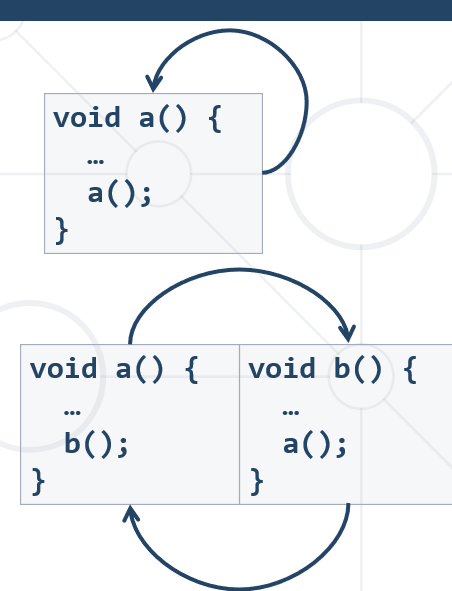 void a() {
…
a();
}
void a() {
…
b();
}
void b() {
…
a();
}